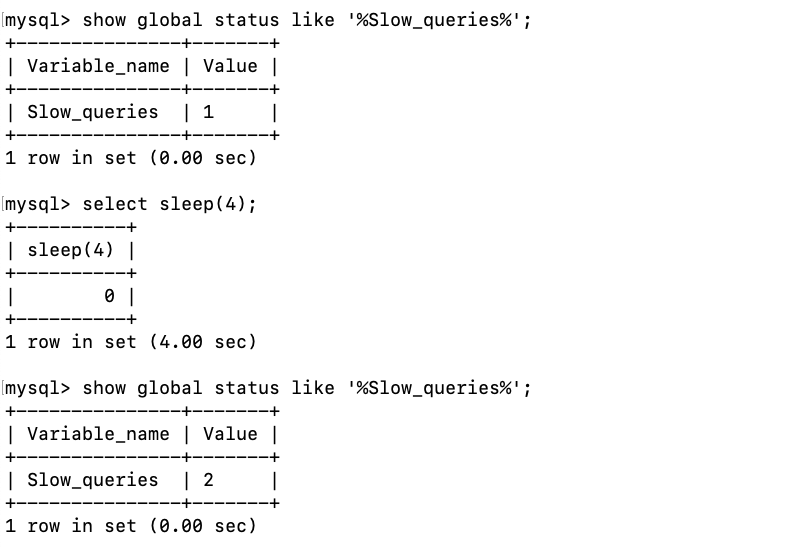 mysql> show global status like '%Slow_queries%';
+---------------+-------+
| Variable_name | Value |
+---------------+-------+
| Slow_queries  | 1     |
+---------------+-------+
1 row in set (0.00 sec)

mysql> select sleep(4);
+----------+
| sleep(4) |
+----------+
|        0 |
+----------+
1 row in set (4.00 sec)

mysql> show global status like '%Slow_queries%';
+---------------+-------+
| Variable_name | Value |
+---------------+-------+
| Slow_queries  | 2     |
+---------------+-------+
1 row in set (0.00 sec)